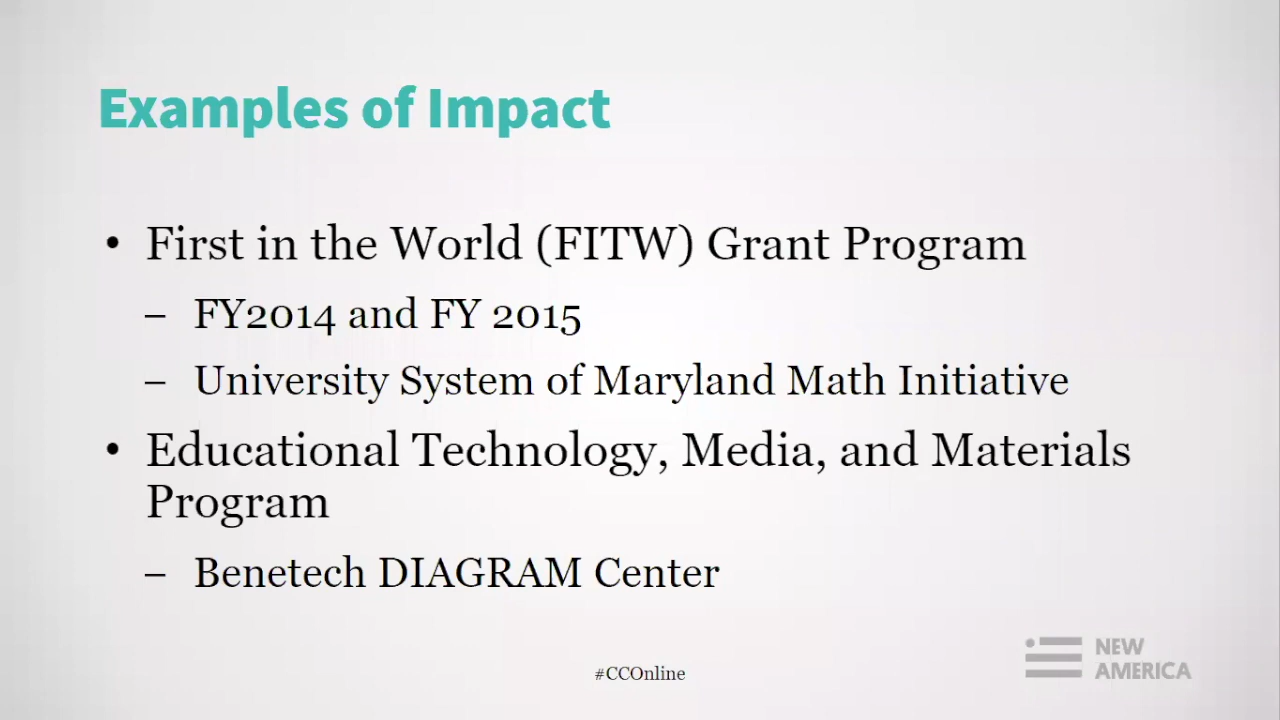 Examples of Impact
• First in the World (FITW) Grant Program
– FY2014 and FY 2015
– University System of Maryland Math Initiative
• Educational Technology, Media, and Materials
Program
– Benetech DIAGRAM Center
#CCOnline
NEW
AMERICA